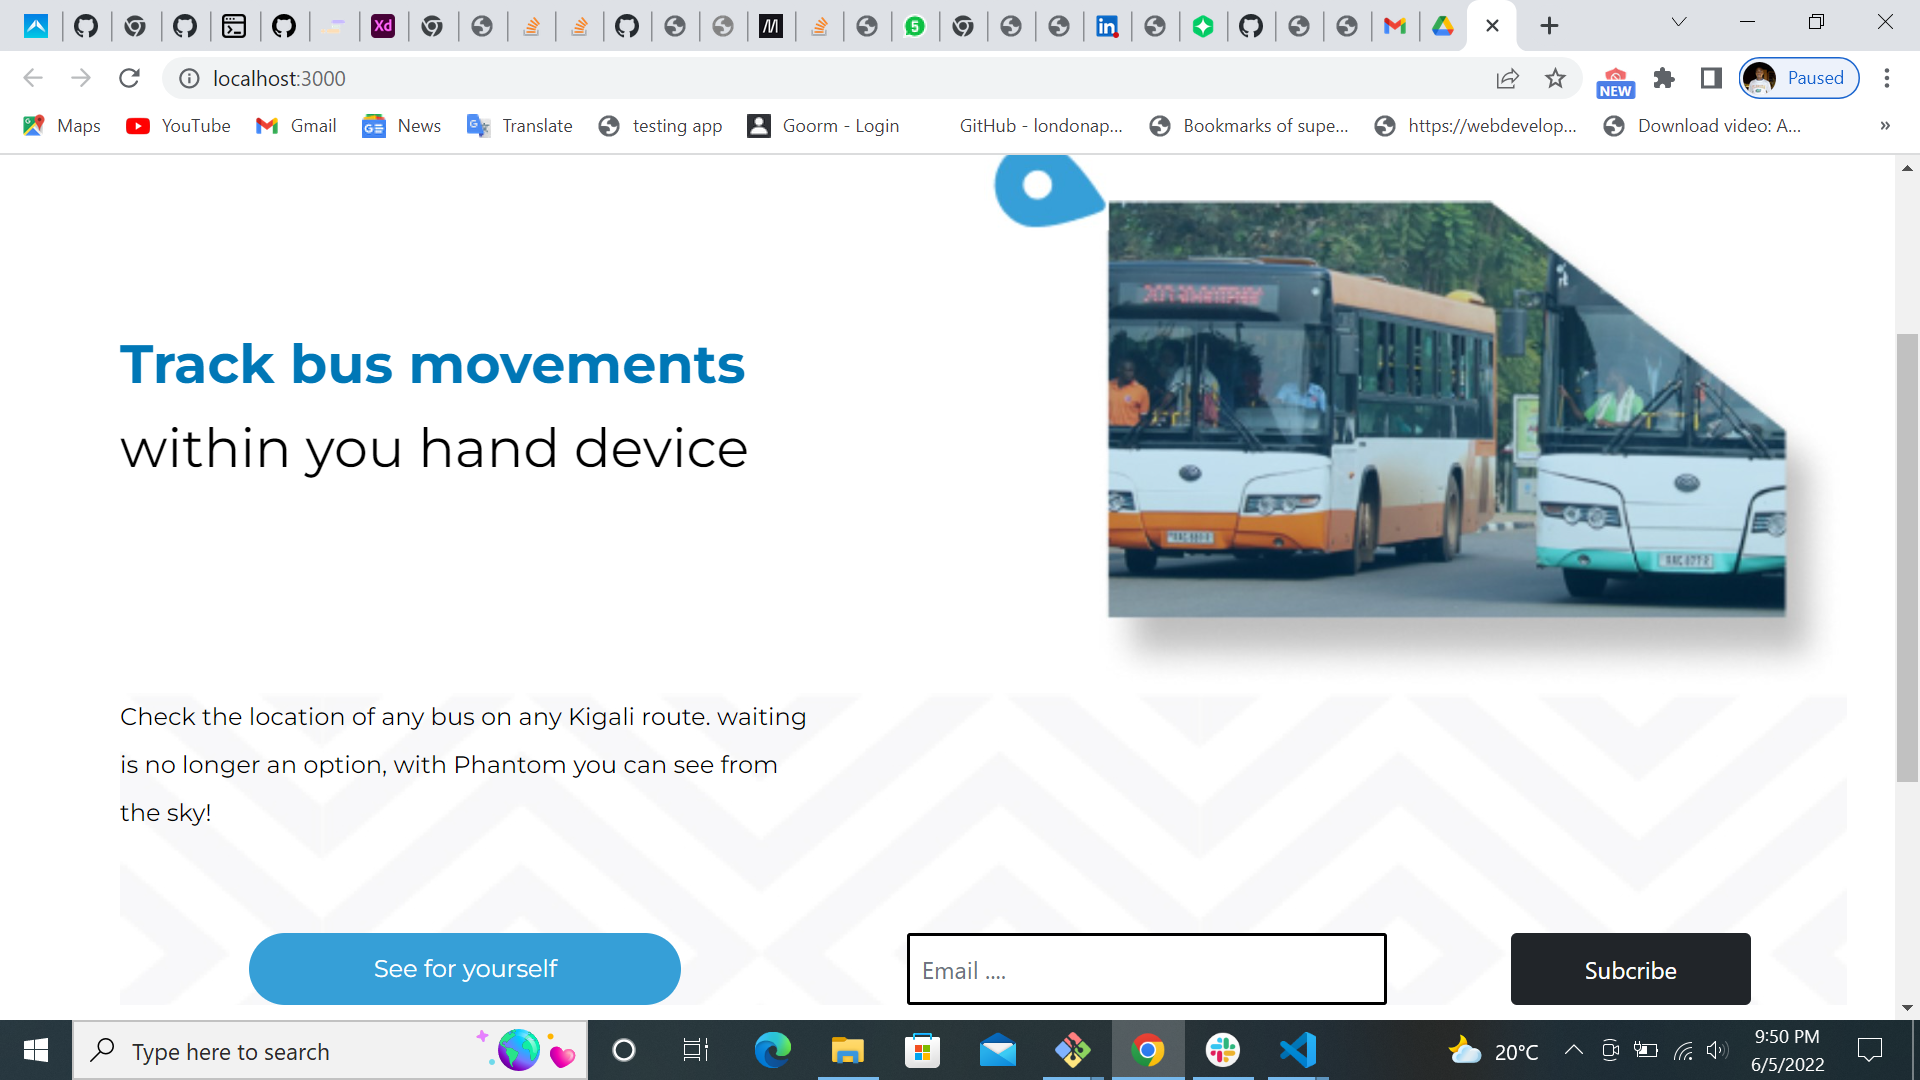 localhost:3000
NEW
Paused
Maps
YouTube
Gmail
News
Translate
testing app
Goorm - Login
GitHub - londonap...
Bookmarks of supe...
https://webdevelop...
Download video: A...
»
Track bus movements
within you hand device
Check the location of any bus on any Kigali route. waiting
is no longer an option, with Phantom you can see from
the sky!
See for yourself
Email ....
Subcribe
Type here to search
20°C
9:50 PM
6/5/2022